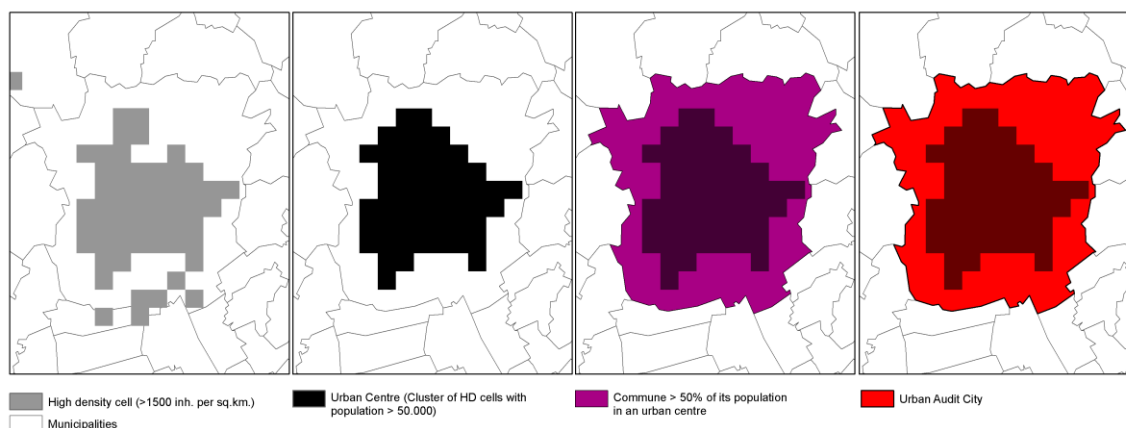 High density cell (>1500 inh. per sq.km.)
Municipalities
Urban Centre (Cluster of HD cells with
population > 50.000)
Commune > 50% of its population
in an urban centre
Urban Audit City